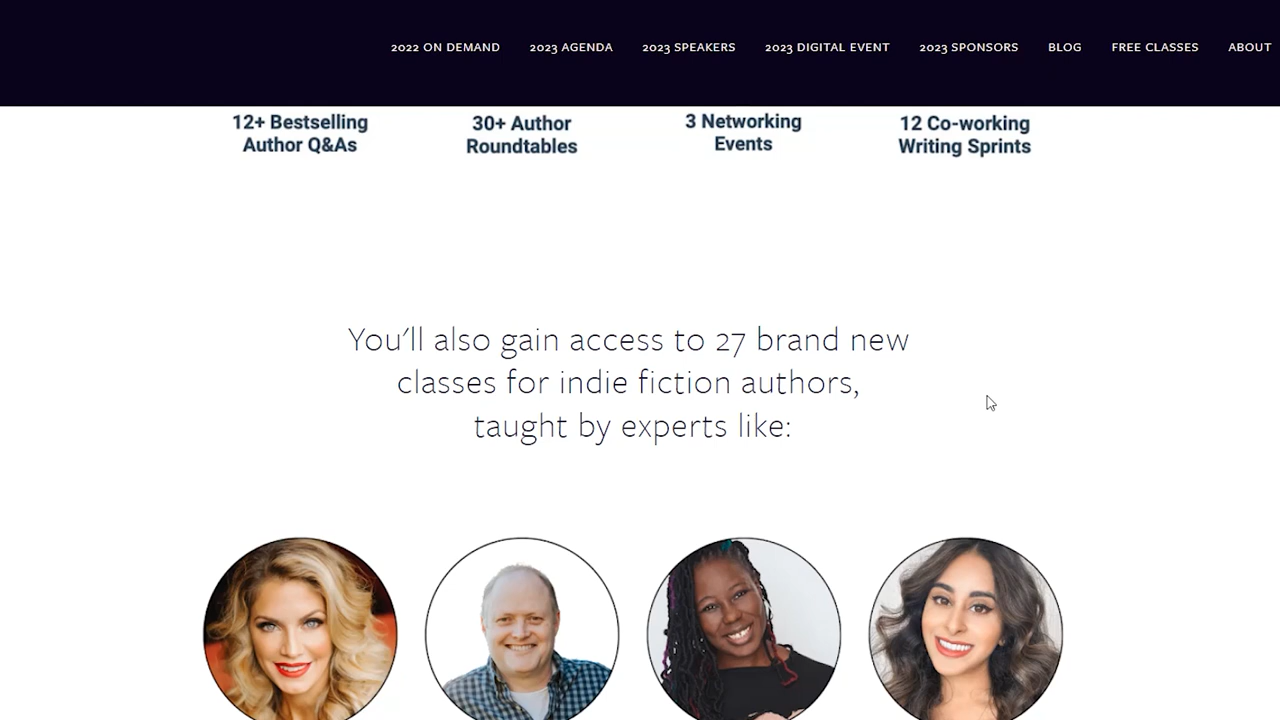 2022 ON DEMAND 2023 AGENDA 2023 SPEAKERS 2023 DIGITAL EVENT 2023 SPONSORS BLOG FREE CLASSES ABOUT
12+ Bestselling
Author Q&As
30+ Author
Roundtables
3 Networking
Events
12 Co-working
Writing Sprints
You'll also gain access to 27 brand new
classes for indie fiction authors,
taught by experts like: